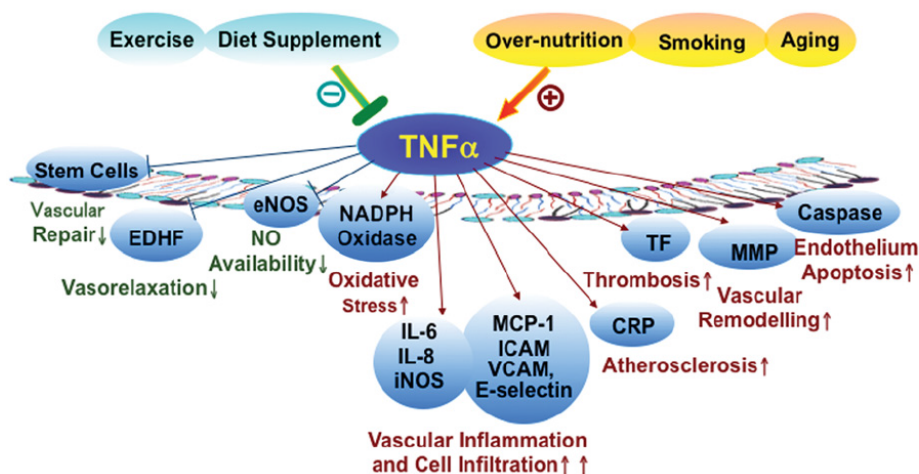 Exercise Diet Supplement Over-nutrition Smoking Aging
⊖ ⊕
TNFα
Stem Cells
Vascular
Repair↓
EDHF
Vasorelaxation↓
eNOS
NO
Availability↓
NADPH
Oxidase
Oxidative
Stress↑
IL-6
IL-8
iNOS
MCP-1
ICAM
VCAM,
E-selectin
Vascular Inflammation
and Cell Infiltration↑ ↑
CRP
Atherosclerosis↑
TF
Thrombosis↑
MMP
Vascular
Remodelling↑
Caspase
Endothelium
Apoptosis↑